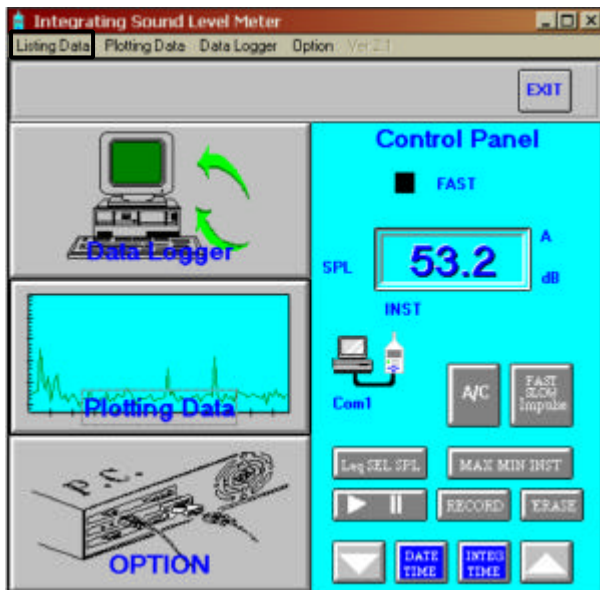 Integrating Sound Level Meter
Listing Data Plotting Data Data Logger Option Ver 2.1
EXIT
Data Logger
Plotting Data
P.C.
OPTION
Control Panel
FAST
SPL 53.2 A
dB
INST
Com1
A/C
FAST
SLOW
Impulse
Leq SEL SPL
MAX MIN INST
RECORD
ERASE
DATE
TIME
INTEG
TIME